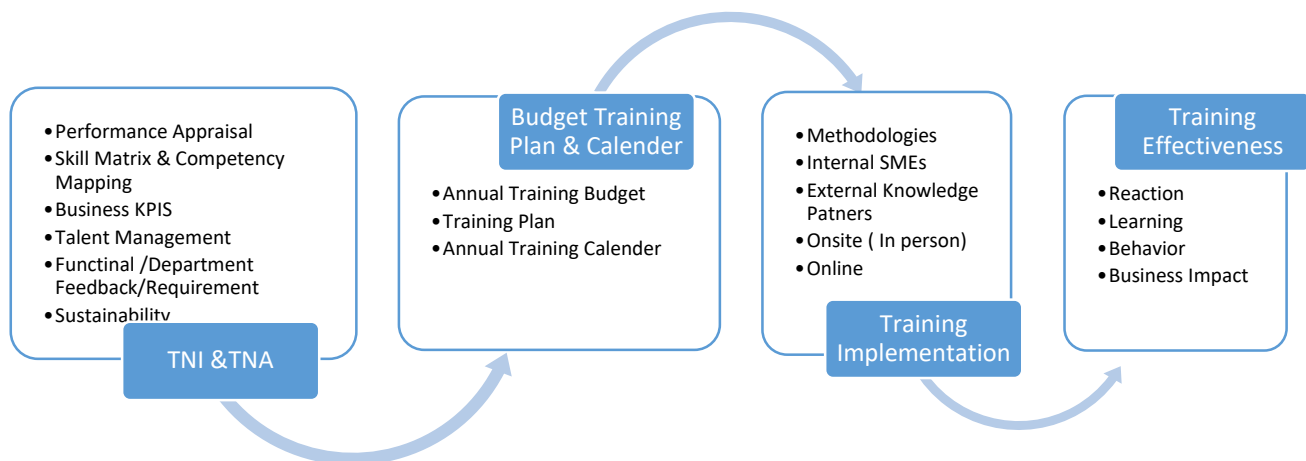 •Performance Appraisal
•Skill Matrix & Competency
Mapping
•Business KPIS
•Talent Management
•Functinal /Department
Feedback/Requirement
•Sustainability
TNI &TNA
Budget Training
Plan & Calender
•Annual Training Budget
•Training Plan
•Annual Training Calender
•Methodologies
•Internal SMEs
•External Knowledge
Patners
•Onsite ( In person)
•Online
Training
Implementation
Training
Effectiveness
•Reaction
•Learning
•Behavior
•Business Impact